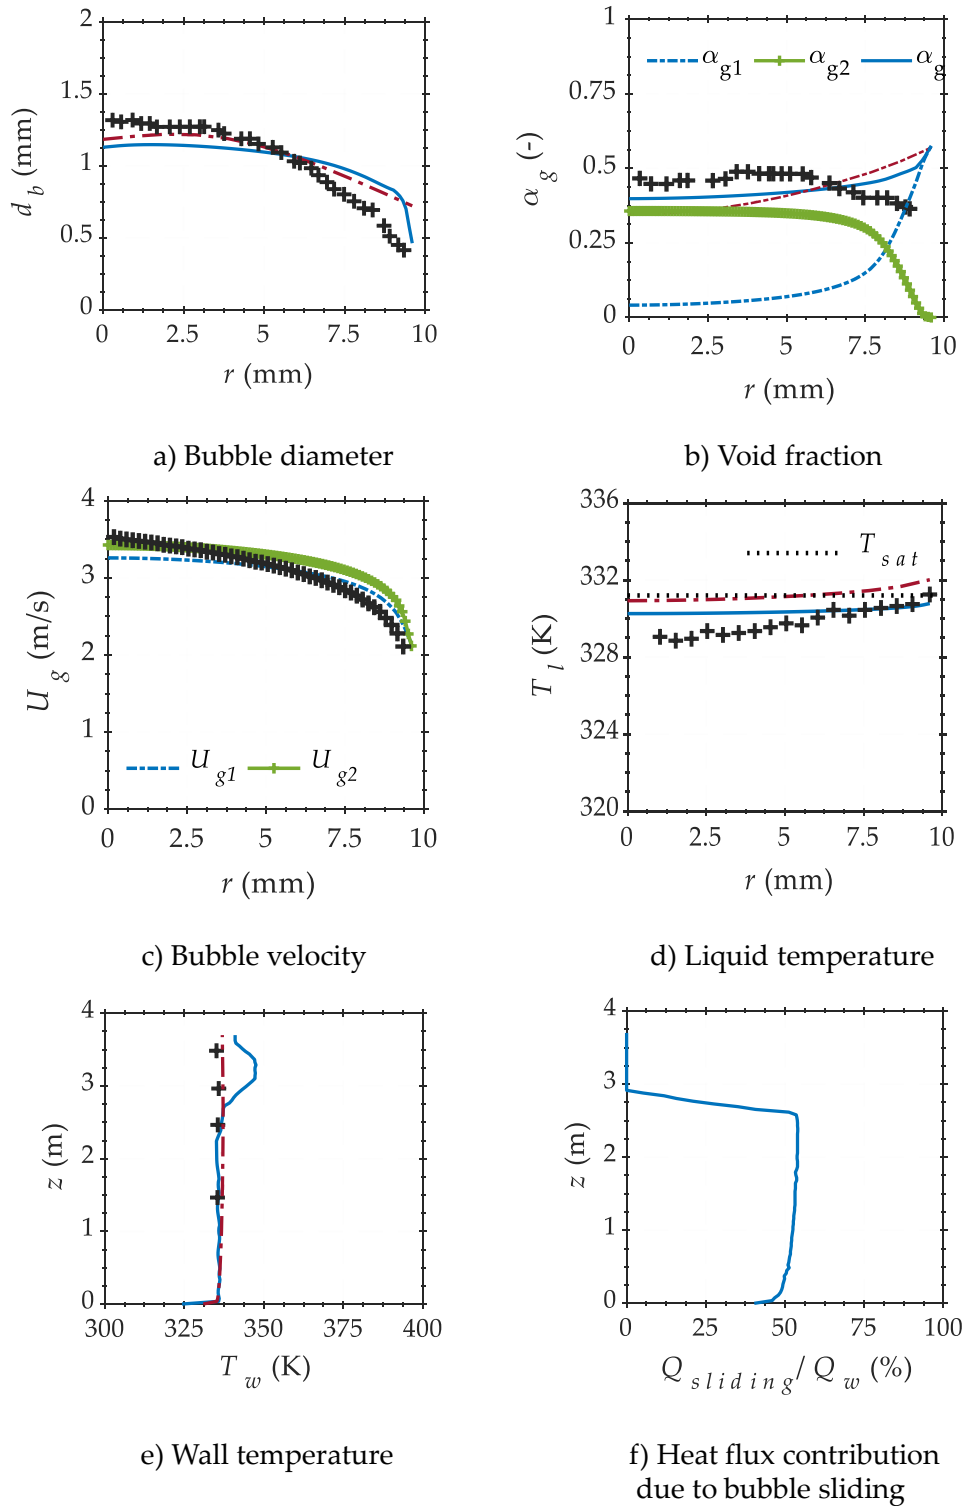 2
1.5
1
0.5
0
d b (mm)
0 2.5 5 7.5 10
r (mm)
a) Bubble diameter
1
0.75
0.5
0.25
0
α g (-)
α g1 α g2 α g
0 2.5 5 7.5 10
r (mm)
b) Void fraction
4
3
2
1
0
U g (m/s)
U g1 U g2
0 2.5 5 7.5 10
r (mm)
c) Bubble velocity
336
332
328
324
320
T l (K)
T sat
0 2.5 5 7.5 10
r (mm)
d) Liquid temperature
4
3
2
1
0
z (m)
300 325 350 375 400
T w (K)
e) Wall temperature
4
3
2
1
0
z (m)
0 50 100
Q sliding / Q w (%)
f) Heat flux contribution
due to bubble sliding